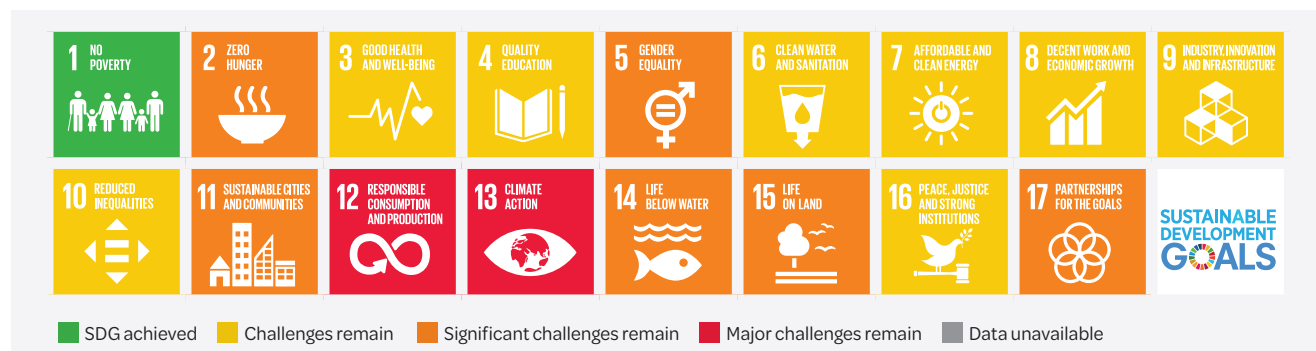 1 NO
POVERTY
2 ZERO
HUNGER
3 GOOD HEALTH
AND WELL-BEING
4 QUALITY
EDUCATION
5 GENDER
EQUALITY
6 CLEAN WATER
AND SANITATION
7 AFFORDABLE AND
CLEAN ENERGY
8 DECENT WORK AND
ECONOMIC GROWTH
9 INDUSTRY, INNOVATION
AND INFRASTRUCTURE
10 REDUCED
INEQUALITIES
11 SUSTAINABLE CITIES
AND COMMUNITIES
12 RESPONSIBLE
CONSUMPTION
AND PRODUCTION
13 CLIMATE
ACTION
14 LIFE
BELOW WATER
15 LIFE
ON LAND
16 PEACE, JUSTICE
AND STRONG
INSTITUTIONS
17 PARTNERSHIPS
FOR THE GOALS
SUSTAINABLE
DEVELOPMENT
GOALS
SDG achieved
Challenges remain
Significant challenges remain
Major challenges remain
Data unavailable